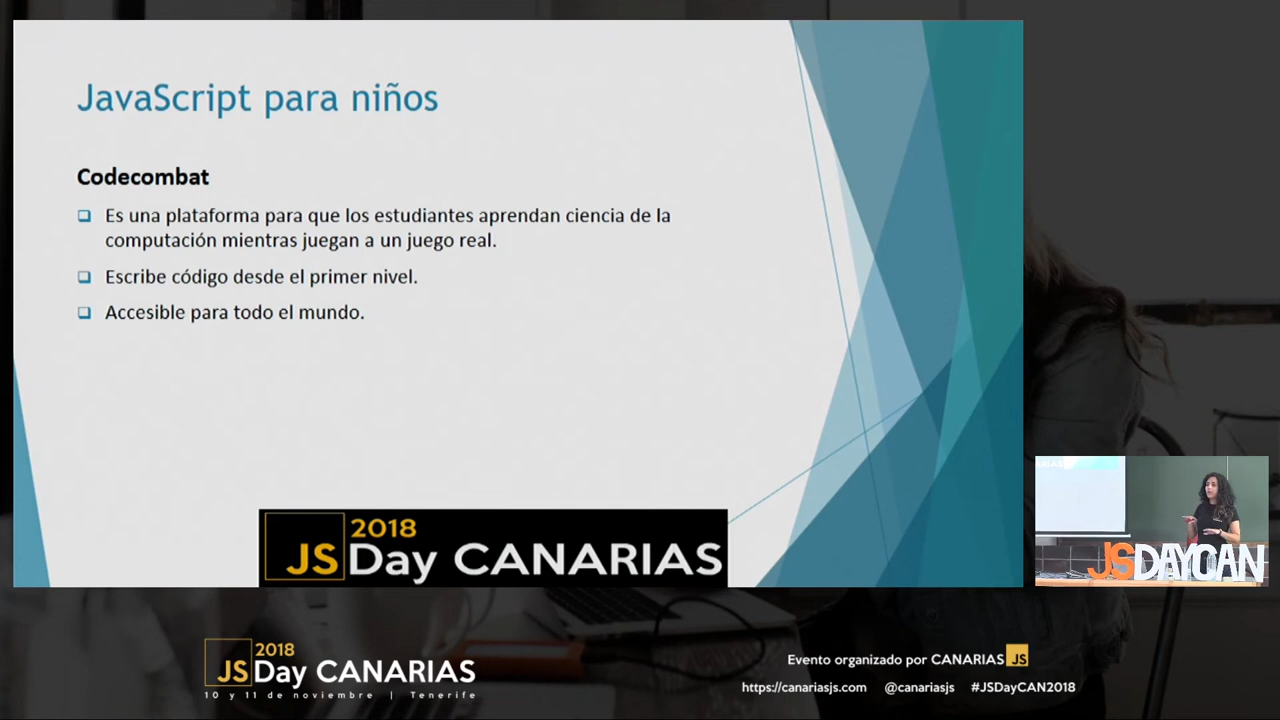 JavaScript para niños
Codecombat
Es una plataforma para que los estudiantes aprendan ciencia de la
computación mientras juegan a un juego real.
Escribe código desde el primer nivel.
Accesible para todo el mundo.
2018
JS Day CANARIAS
JSDAYCAN
2018
JS Day CANARIAS
10 y 11 de noviembre | Tenerife
Evento organizado por CANARIAS JS
https://canariasjs.com @canariasjs #JSDayCAN2018